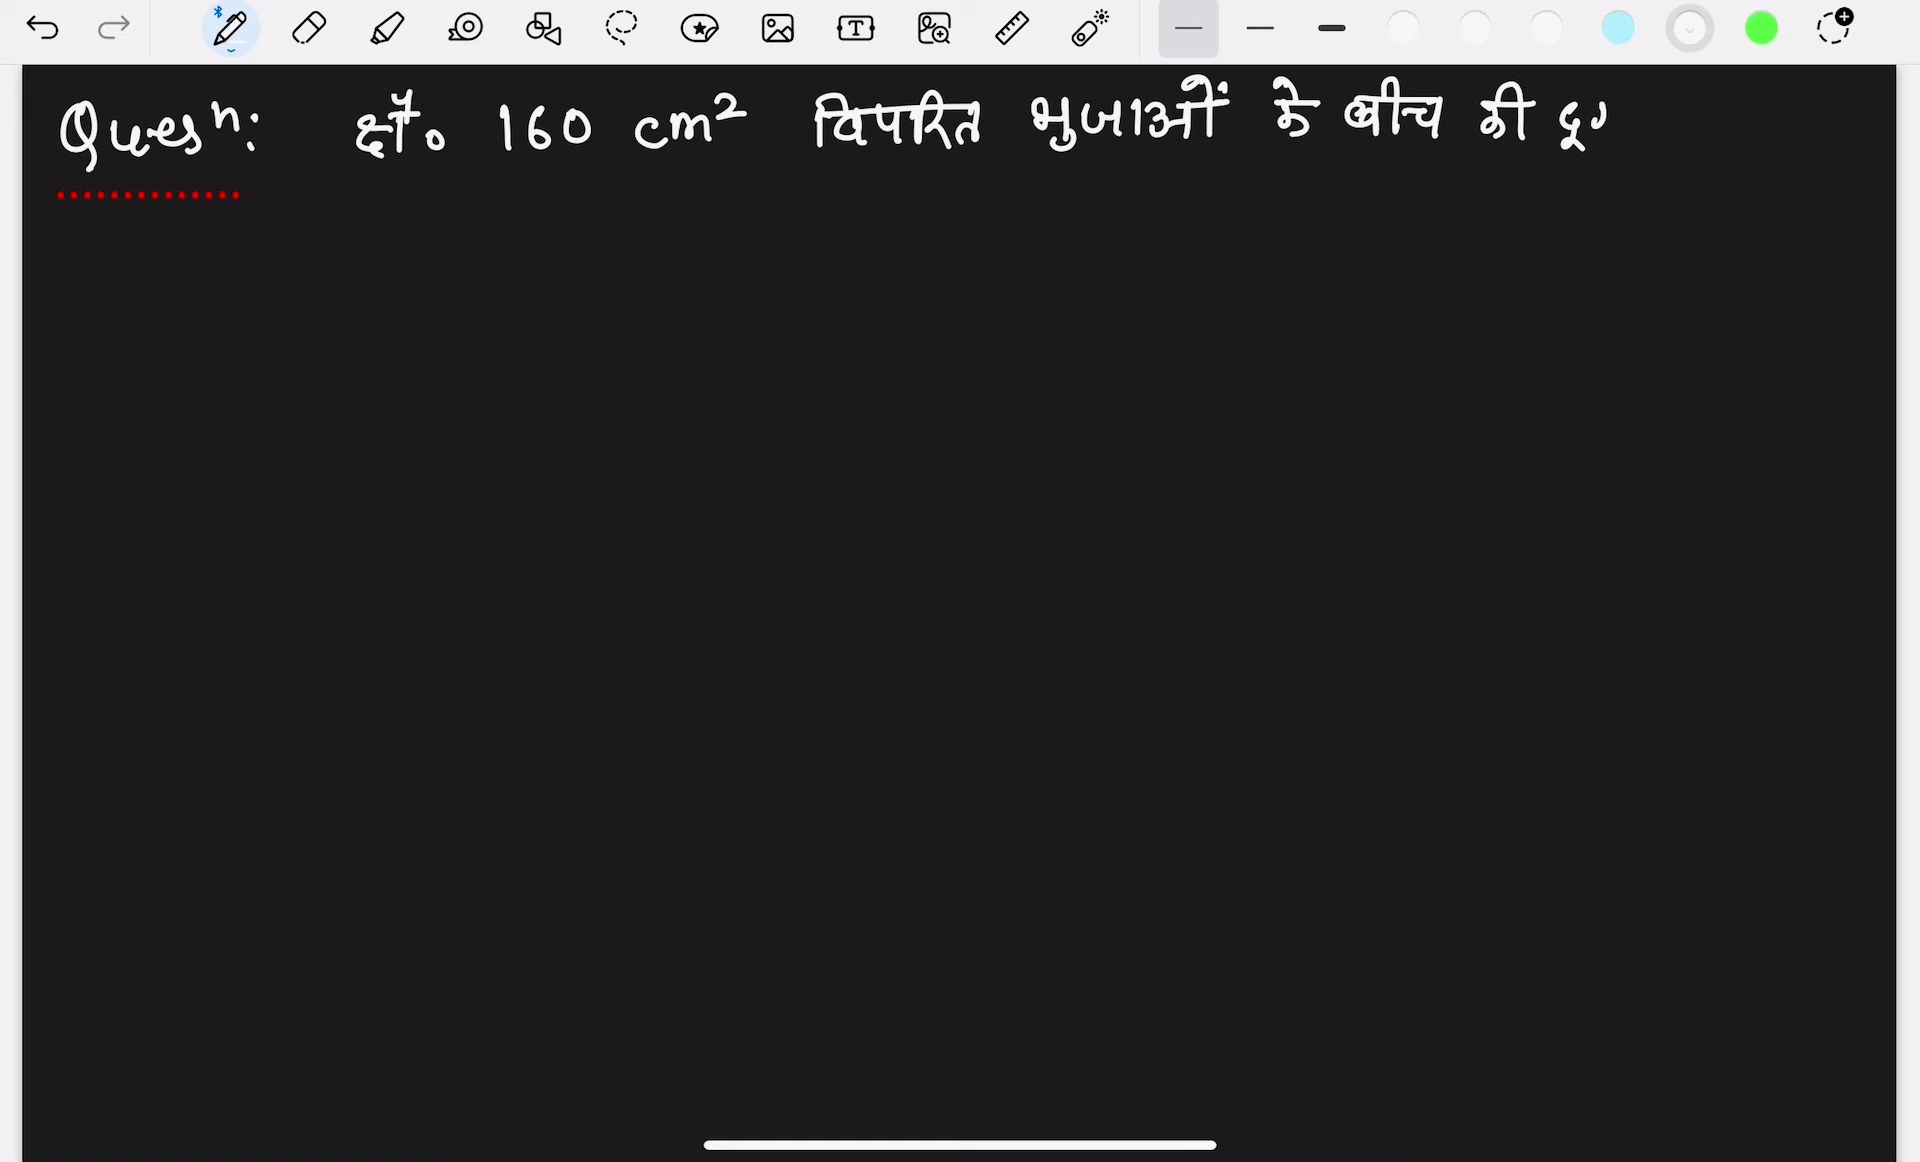 Quesn: क्षै० 160 cm² विपरित भुजाओं के बीच की दू०